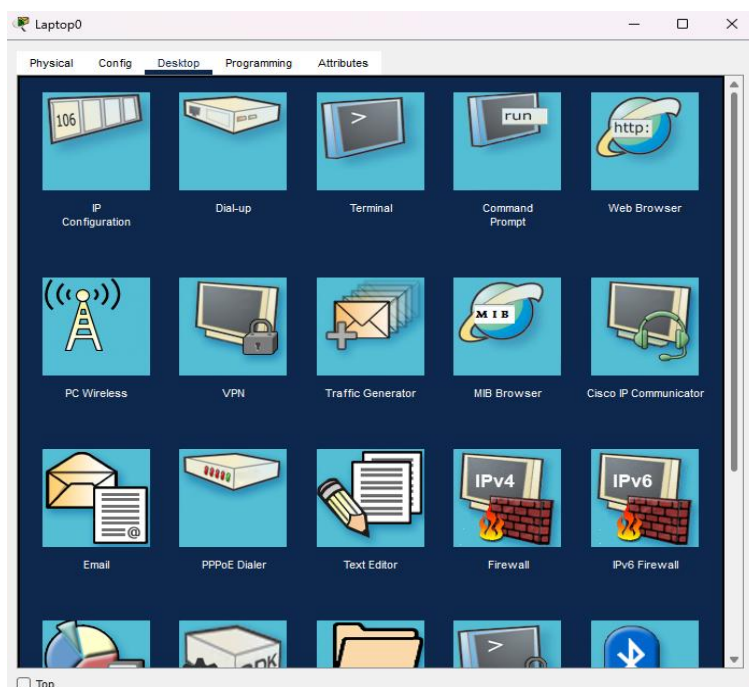 Laptop0
Physical Config Desktop Programming Attributes
106
>
run
http:
IP
Configuration
Dial-up
Terminal
Command
Prompt
Web Browser
MIB
PC Wireless
VPN
Traffic Generator
MIB Browser
Cisco IP Communicator
@
IPv4
IPv6
Email
PPPoE Dialer
Text Editor
Firewall
IPv6 Firewall
>
Top